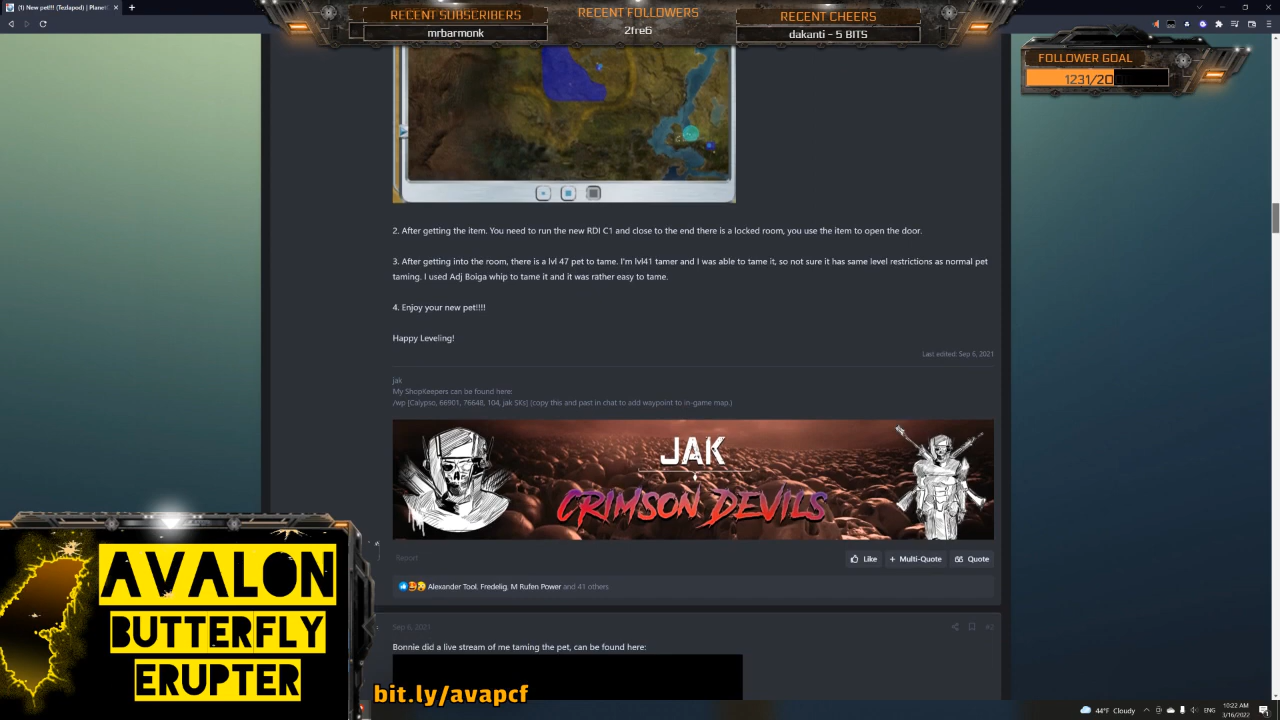 (1) New pet!!! (Tezlapod) | Planet
RECENT SUBSCRIBERS
mrbarmonk
RECENT FOLLOWERS
2fre6
RECENT CHEERS
dakanti - 5 BITS
FOLLOWER GOAL
1231/200
2. After getting the item. You need to run the new RDI C1 and close to the end there is a locked room, you use the item to open the door.
3. After getting into the room, there is a lvl 47 pet to tame. I'm lvl41 tamer and I was able to tame it, so not sure it has same level restrictions as normal pet
taming. I used Adj Boiga whip to tame it and it was rather easy to tame.
4. Enjoy your new pet!!!!
Happy Leveling!
Last edited: Sep 6, 2021
jak
My ShopKeepers can be found here:
/wp [Calypso, 66901, 76648, 104, jak SKs] (copy this and past in chat to add waypoint to in-game map.)
JAK
CRIMSON DEVILS
Report
Like
+ Multi-Quote
Quote
Alexander Tool, Fredelig, M Rufen Power and 41 others
Sep 6, 2021
#2
Bonnie did a live stream of me taming the pet, can be found here:
AVALON
BUTTERFLY
ERUPTER
bit.ly/avapcf
44°F Cloudy
ENG
10:22 AM
3/16/2022